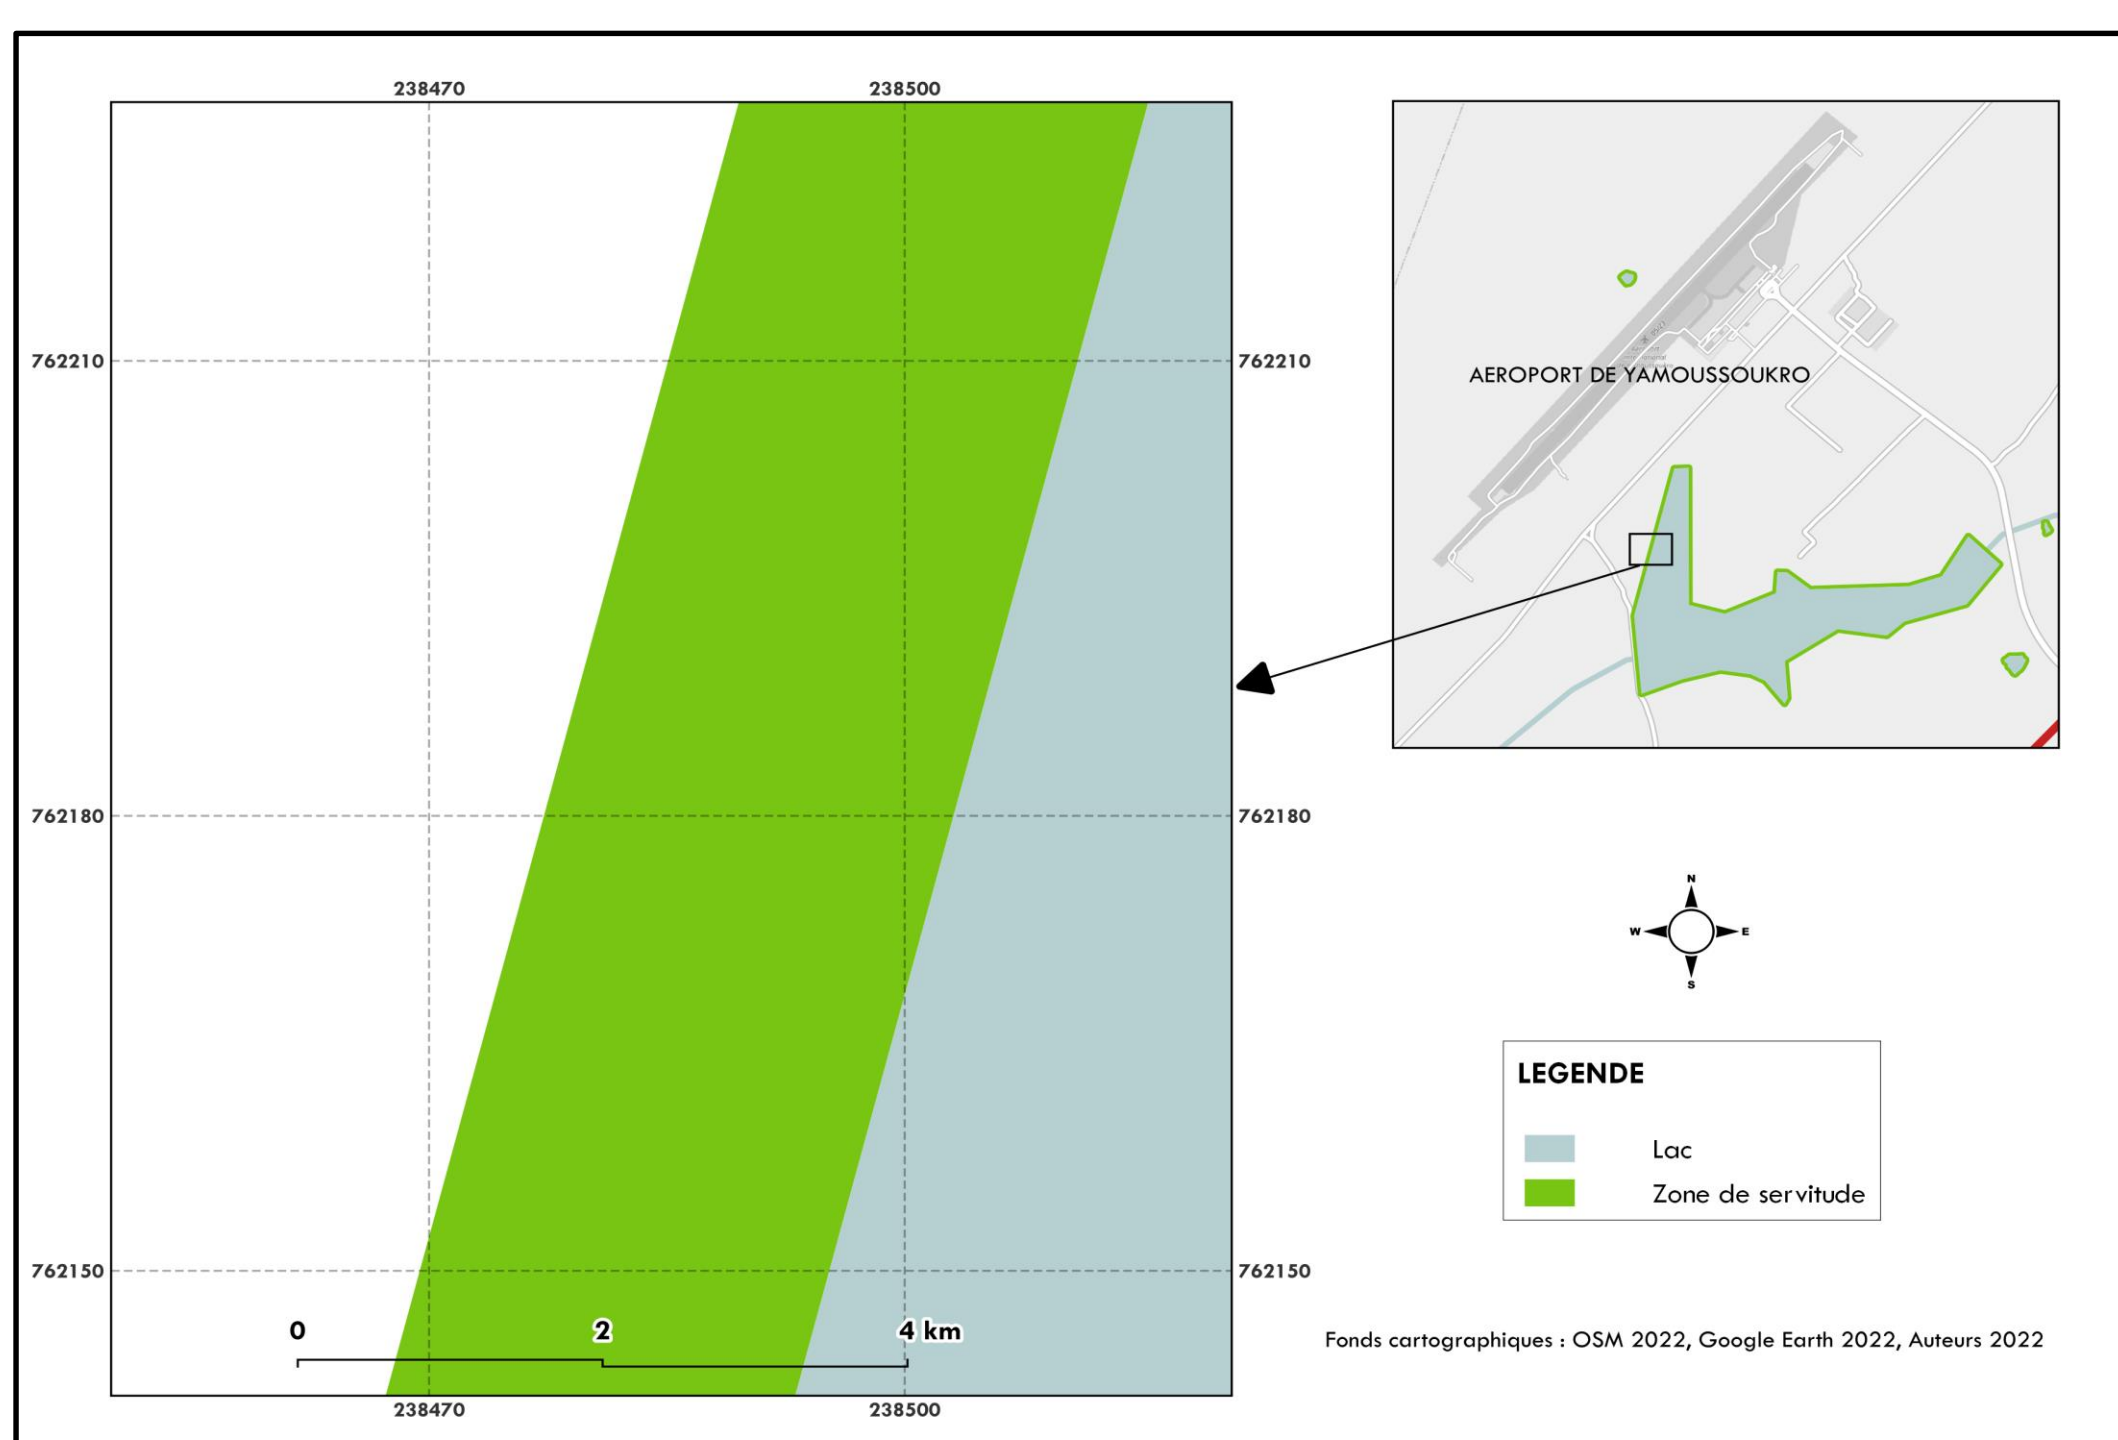 238470 238500
762210 762210
762180 762180
762150 762150
0 2 4 km
238470 238500
AEROPORT DE YAMOUSSOUKRO
N
W E
S
LEGENDE
Lac
Zone de servitude
Fonds cartographiques : OSM 2022, Google Earth 2022, Auteurs 2022